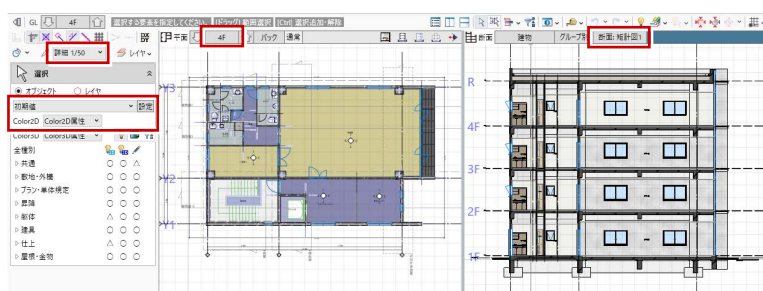 GL 4F 選択する要素を指定してください [ドラッグ] 範囲選択 [Ctrl] 選択追加・解除
詳細 1/50 レイヤ
平面 4F パック 通常
断面 建物 グループ別 断面: 矩計図1
選択
オブジェクト レイヤ
初期値 設定
Color2D Color2D属性
Color3D Color3D属性
全種別
共通
敷地・外構
プラン・単体規定
昇降
躯体
建具
仕上
屋根・金物
Y3
Y2
Y1
R
4F
3F
2F
1F